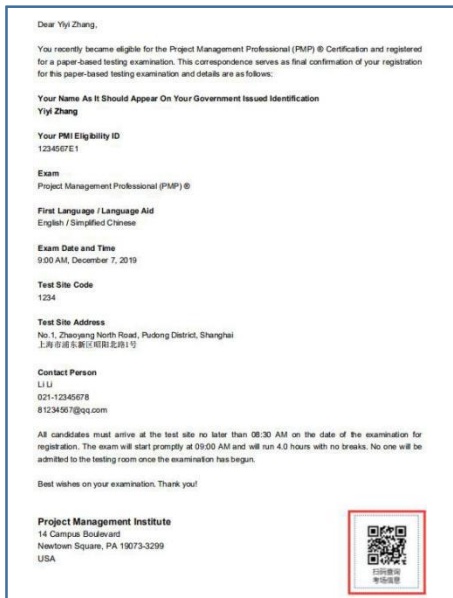 Dear Yiyi Zhang,
You recently became eligible for the Project Management Professional (PMP) ® Certification and registered
for a paper-based testing examination. This correspondence serves as final confirmation of your registration
for this paper-based testing examination and details are as follows:
Your Name As It Should Appear On Your Government Issued Identification
Yiyi Zhang
Your PMI Eligibility ID
1234567E1
Exam
Project Management Professional (PMP) ®
First Language / Language Aid
English / Simplified Chinese
Exam Date and Time
9:00 AM, December 7, 2019
Test Site Code
1234
Test Site Address
No.1, Zhaoyang North Road, Pudong District, Shanghai
上海市浦东新区昭阳北路1号
Contact Person
Li Li
021-12345678
81234567@qq.com
All candidates must arrive at the test site no later than 08:30 AM on the date of the examination for
registration. The exam will start promptly at 09:00 AM and will run 4.0 hours with no breaks. No one will be
admitted to the testing room once the examination has begun.
Best wishes on your examination. Thank you!
Project Management Institute
14 Campus Boulevard
Newtown Square, PA 19073-3299
USA
扫码查询
考场信息